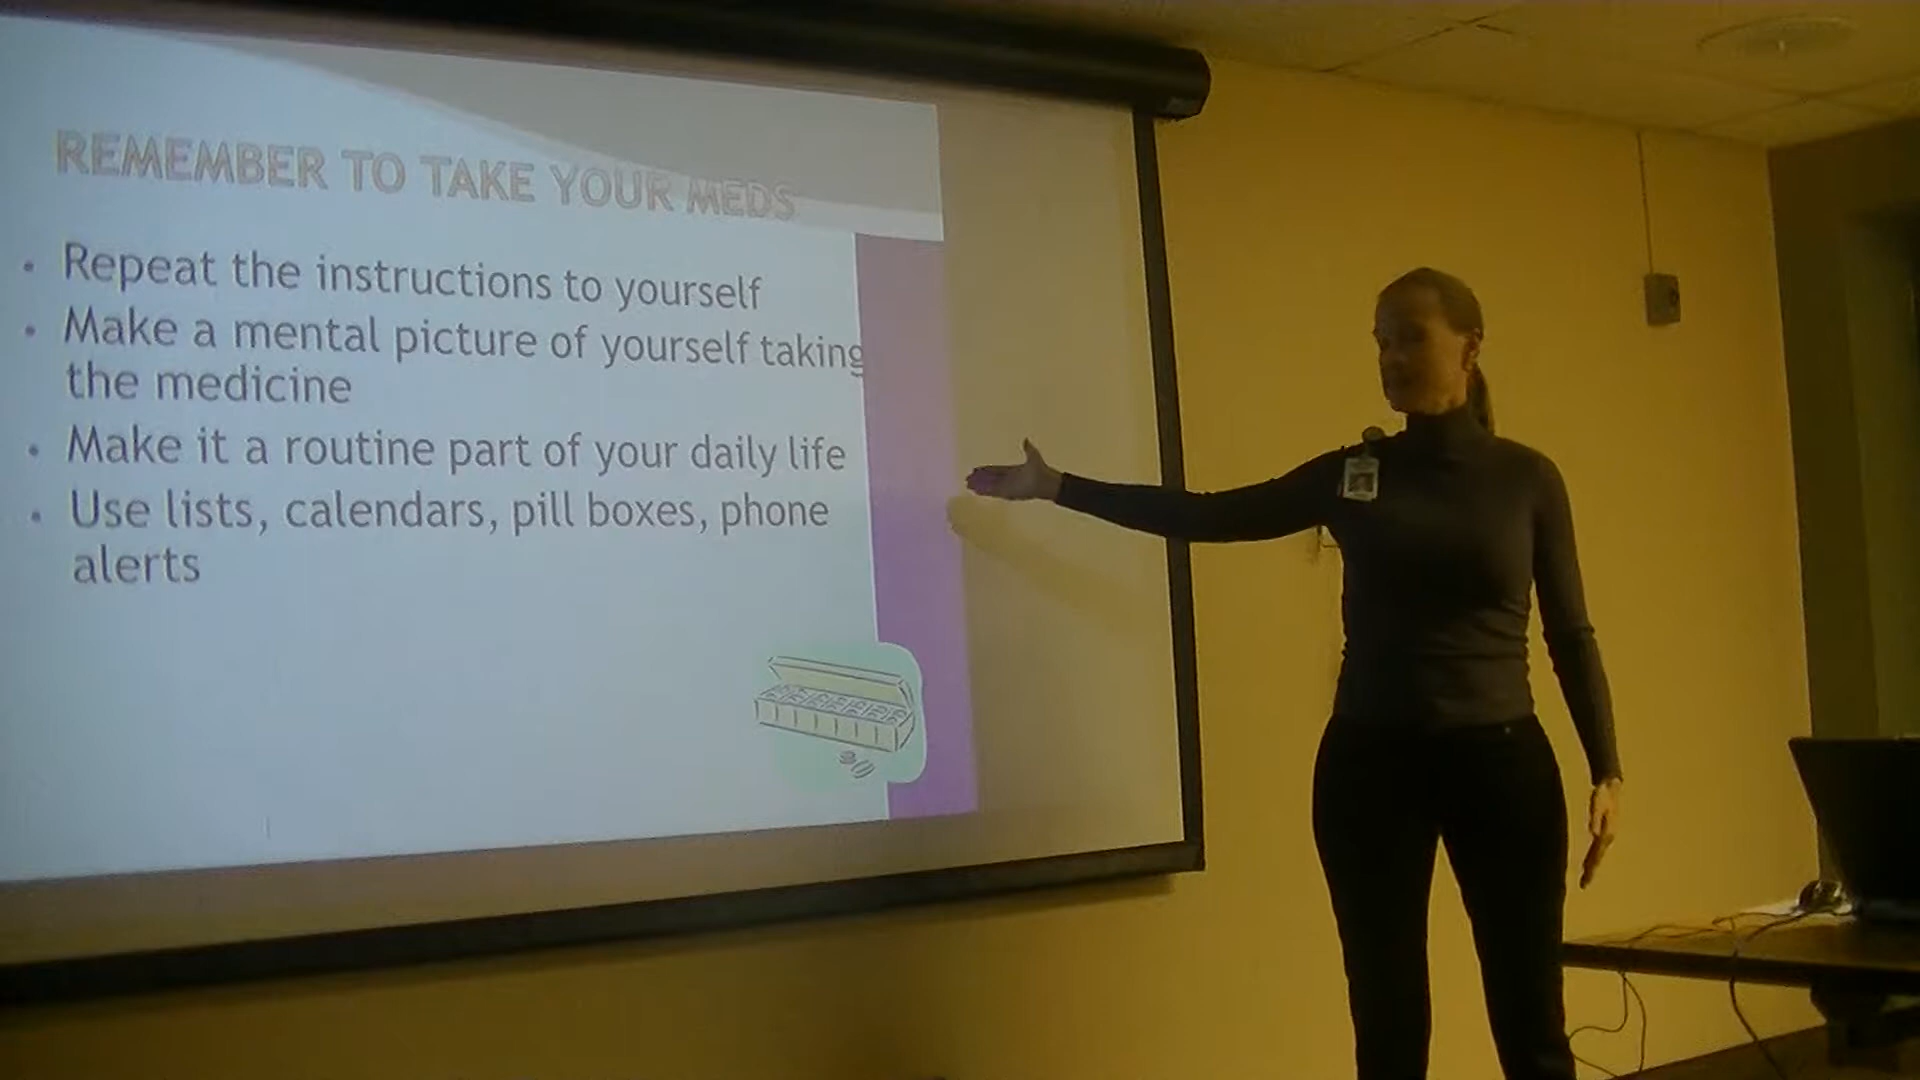 REMEMBER TO TAKE YOUR MEDS
• Repeat the instructions to yourself
• Make a mental picture of yourself taking
the medicine
• Make it a routine part of your daily life
• Use lists, calendars, pill boxes, phone
alerts